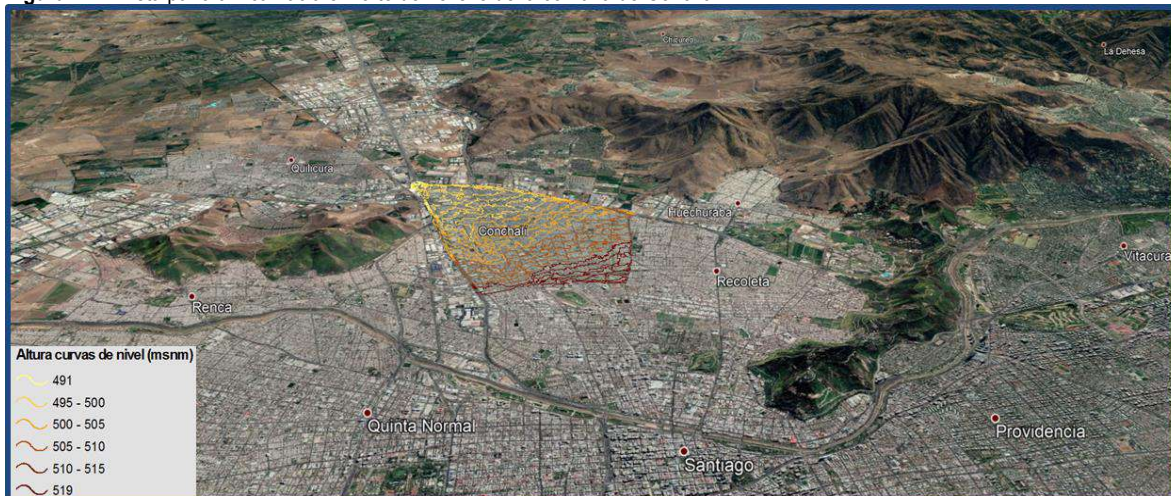 Chicureo
La Dehesa
Quilicura
Huechuraba
Conchalí
Vitacura
Recoleta
Renca
Altura curvas de nivel (msnm)
491
495 - 500
500 - 505
505 - 510
510 - 515
519
Quinta Normal
Providencia
Santiago